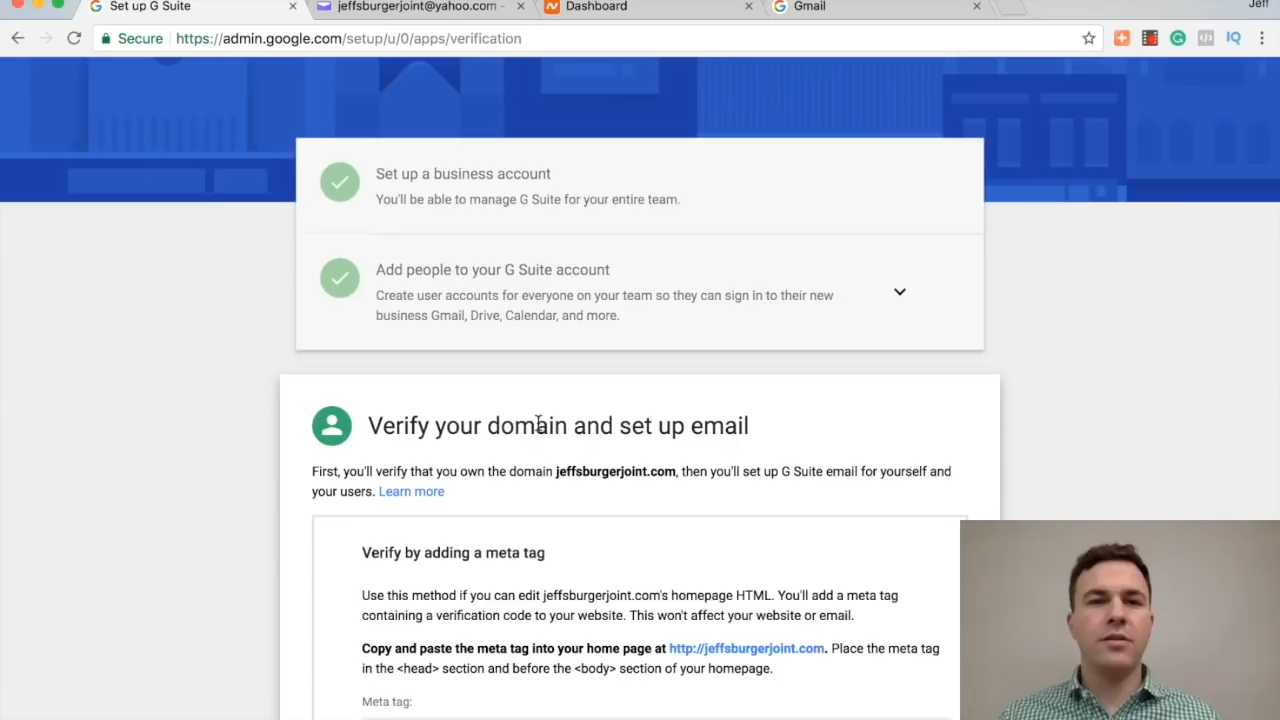 Set up G Suite
jeffsburgerjoint@yahoo.com -
Dashboard
Gmail
Jeff
Secure
https://admin.google.com/setup/u/0/apps/verification
IQ
Set up a business account
You'll be able to manage G Suite for your entire team.
Add people to your G Suite account
Create user accounts for everyone on your team so they can sign in to their new
business Gmail, Drive, Calendar, and more.
Verify your domain and set up email
First, you'll verify that you own the domain jeffsburgerjoint.com, then you'll set up G Suite email for yourself and
your users. Learn more
Verify by adding a meta tag
Use this method if you can edit jeffsburgerjoint.com's homepage HTML. You'll add a meta tag
containing a verification code to your website. This won't affect your website or email.
Copy and paste the meta tag into your home page at http://jeffsburgerjoint.com. Place the meta tag
in the <head> section and before the <body> section of your homepage.
Meta tag: